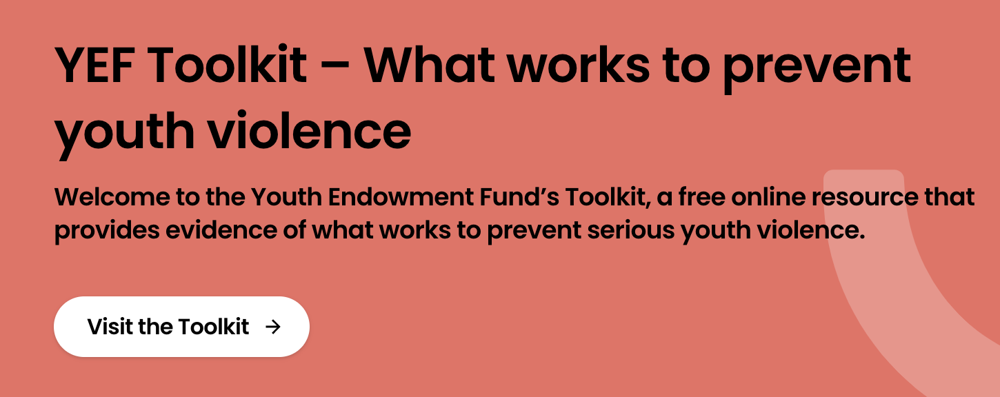 YEF Toolkit – What works to prevent
youth violence
Welcome to the Youth Endowment Fund’s Toolkit, a free online resource that
provides evidence of what works to prevent serious youth violence.
Visit the Toolkit →